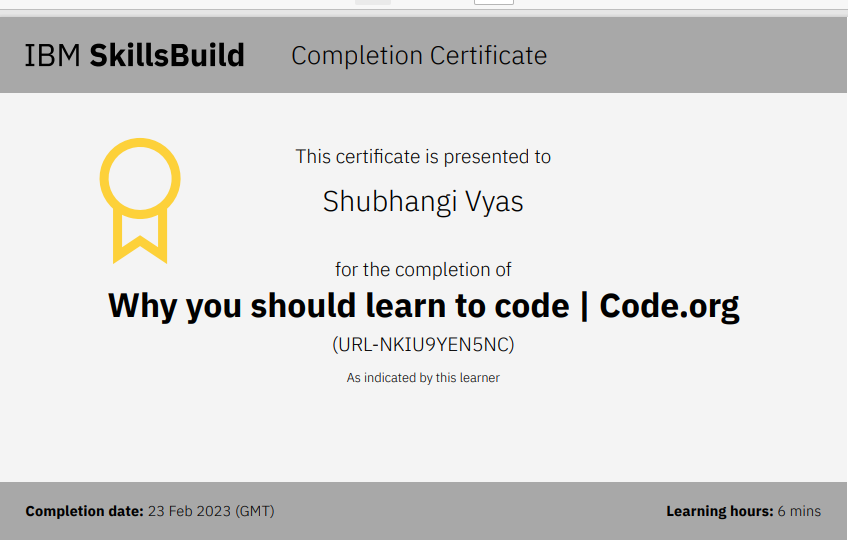 IBM SkillsBuild Completion Certificate
This certificate is presented to
Shubhangi Vyas
for the completion of
Why you should learn to code | Code.org
(URL-NKIU9YEN5NC)
As indicated by this learner
Completion date: 23 Feb 2023 (GMT) Learning hours: 6 mins